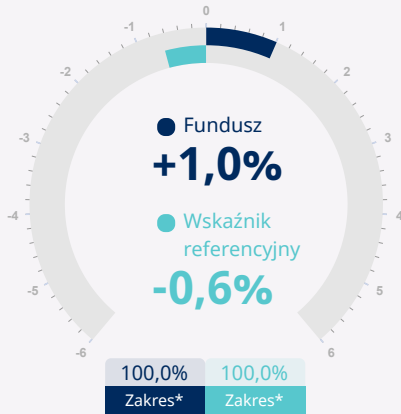 0
-1 1
-2 2
-3 3
-4 4
-5 5
-6 6
Fundusz
+1,0%
Wskaźnik
referencyjny
-0,6%
100,0% 100,0%
Zakres* Zakres*